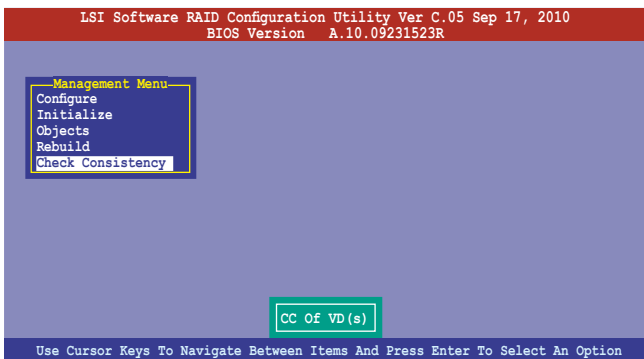 LSI Software RAID Configuration Utility Ver C.05 Sep 17, 2010
BIOS Version A.10.09231523R
Management Menu
Configure
Initialize
Objects
Rebuild
Check Consistency
CC Of VD(s)
Use Cursor Keys To Navigate Between Items And Press Enter To Select An Option